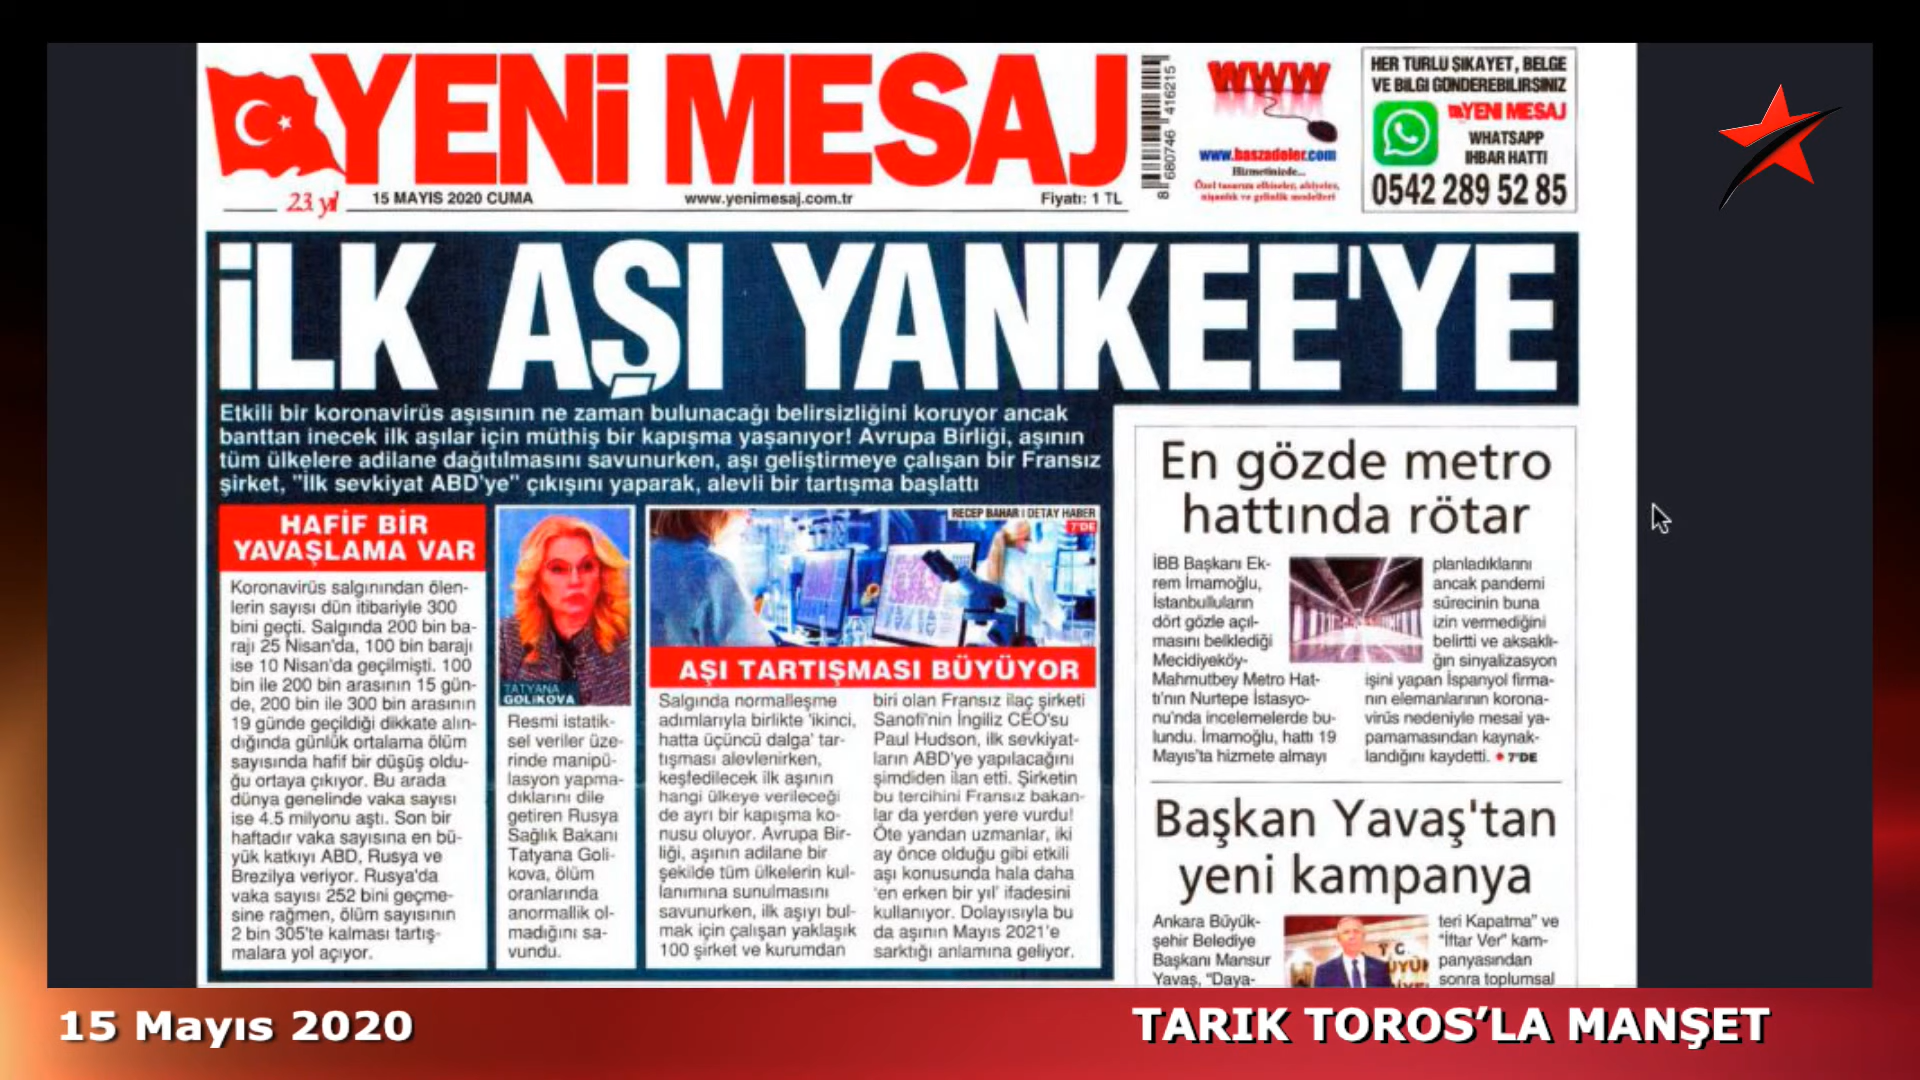 YENİ MESAJ
23. yıl
15 MAYIS 2020 CUMA
www.yenimesaj.com.tr
Fiyatı: 1 TL
8 680746 416215
WWW
www.baszadeler.com
Hizmetinizde...
Özel tasarım elbiseler, abiyeler,
nişanlık ve gelinlik modelleri
HER TÜRLÜ ŞİKAYET, BELGE
VE BİLGİ GÖNDEREBİLİRSİNİZ
YENİ MESAJ
WHATSAPP
İHBAR HATTI
0542 289 52 85
İLK AŞI YANKEE'YE
Etkili bir koronavirüs aşısının ne zaman bulunacağı belirsizliğini koruyor ancak
banttan inecek ilk aşılar için müthiş bir kapışma yaşanıyor! Avrupa Birliği, aşının
tüm ülkelere adilane dağıtılmasını savunurken, aşı geliştirmeye çalışan bir Fransız
şirket, "İlk sevkiyat ABD'ye" çıkışını yaparak, alevli bir tartışma başlattı
HAFİF BİR
YAVAŞLAMA VAR
Koronavirüs salgınından ölen-
lerin sayısı dün itibariyle 300
bini geçti. Salgında 200 bin ba-
rajı 25 Nisan'da, 100 bin barajı
ise 10 Nisan'da geçilmişti. 100
bin ile 200 bin arasının 15 gün-
de, 200 bin ile 300 bin arasının
19 günde geçildiği dikkate alın-
dığında günlük ortalama ölüm
sayısında hafif bir düşüş oldu-
ğu ortaya çıkıyor. Bu arada
dünya genelinde vaka sayısı
ise 4.5 milyonu aştı. Son bir
haftadır vaka sayısına en bü-
yük katkıyı ABD, Rusya ve
Brezilya veriyor. Rusya'da
vaka sayısı 252 bini geçme-
sine rağmen, ölüm sayısının
2 bin 305'te kalması tartış-
malara yol açıyor.
TATYANA
GOLIKOVA
Resmi istatik-
sel veriler üze-
rinde manipü-
lasyon yapma-
dıklarını dile
getiren Rusya
Sağlık Bakanı
Tatyana Goli-
kova, ölüm
oranlarında
anormallik ol-
madığını sa-
vundu.
RECEP BAHAR | DETAY HABER
7'DE
AŞI TARTIŞMASI BÜYÜYOR
Salgında normalleşme
adımlarıyla birlikte 'ikinci,
hatta üçüncü dalga' tar-
tışması alevlenirken,
keşfedilecek ilk aşının
hangi ülkeye verileceği
de ayrı bir kapışma ko-
nusu oluyor. Avrupa Bir-
liği, aşının adilane bir
şekilde tüm ülkelerin kul-
lanımına sunulmasını
savunurken, ilk aşıyı bul-
mak için çalışan yaklaşık
100 şirket ve kurumdan
biri olan Fransız ilaç şirketi
Sanofi'nin İngiliz CEO'su
Paul Hudson, ilk sevkiyat-
ların ABD'ye yapılacağını
şimdiden ilan etti. Şirketin
bu tercihini Fransız bakan-
lar da yerden yere vurdu!
Öte yandan uzmanlar, iki
ay önce olduğu gibi etkili
aşı konusunda hala daha
'en erken bir yıl' ifadesini
kullanıyor. Dolayısıyla bu
da aşının Mayıs 2021'e
sarktığı anlamına geliyor.
En gözde metro
hattında rötar
İBB Başkanı Ek-
rem İmamoğlu,
İstanbulluların
dört gözle açıl-
masını beklediği
Mecidiyeköy-
Mahmutbey Metro Hat-
tı'nın Nurtepe İstasyo-
nu'nda incelemelerde bu-
lundu. İmamoğlu, hattı 19
Mayıs'ta hizmete almayı
planladıklarını
ancak pandemi
sürecinin buna
izin vermediğini
belirtti ve aksaklı-
ğın sinyalizasyon
işini yapan İspanyol firma-
nın elemanlarının korona-
virüs nedeniyle mesai ya-
pamamasından kaynak-
landığını kaydetti. 7'DE
Başkan Yavaş'tan
yeni kampanya
Ankara Büyük-
şehir Belediye
Başkanı Mansur
Yavaş, "Daya-
T.C.
teri Kapatma" ve
"İftar Ver" kam-
panyasından
sonra toplumsal
15 Mayıs 2020
TARIK TOROS'LA MANŞET